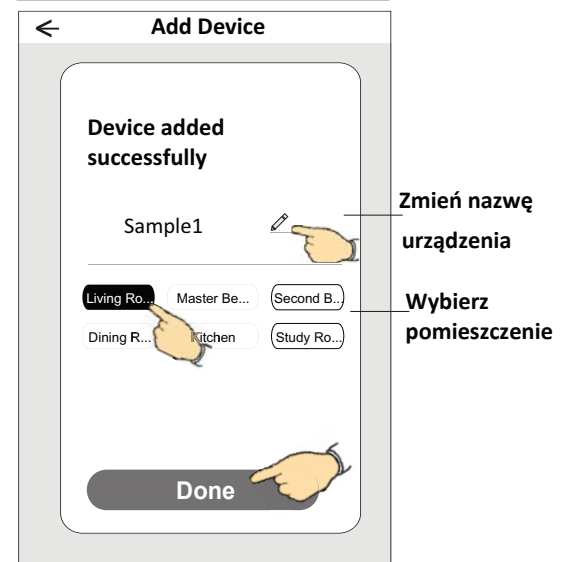 Add Device
Device added
successfully
Sample1
Zmień nazwę
urządzenia
Living Ro... Master Be... Second B...
Dining R... Kitchen Study Ro...
Wybierz
pomieszczenie
Done